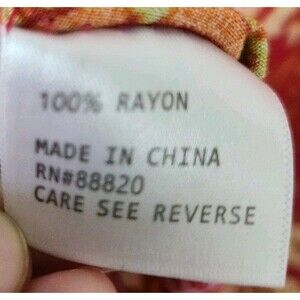 100% RAYON
MADE IN CHINA
RN#88820
CARE SEE REVERSE